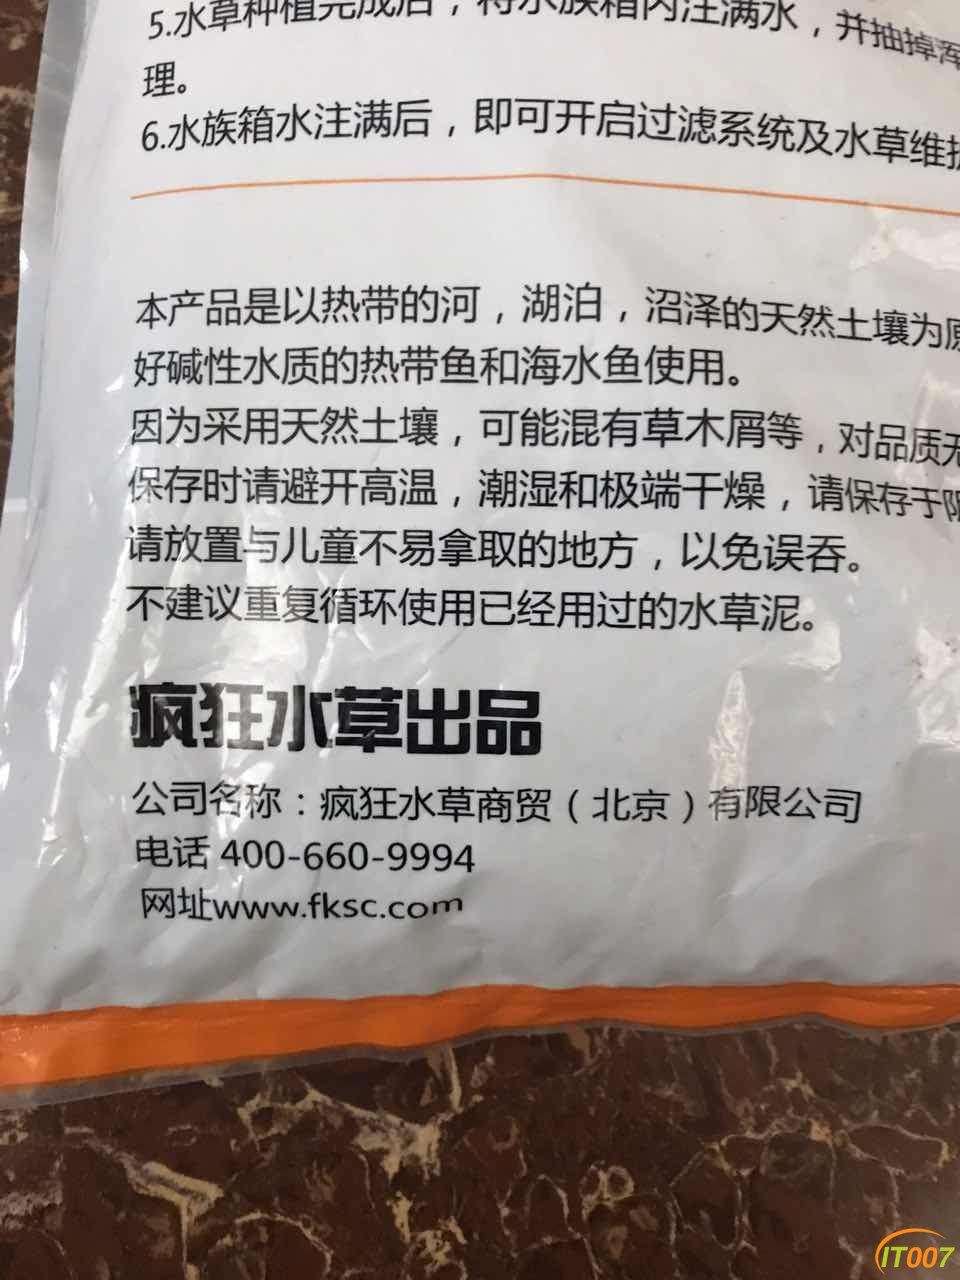 5.水草种植完成后，将水族箱内注满水，并抽掉浑
理。
6.水族箱水注满后，即可开启过滤系统及水草维护
本产品是以热带的河，湖泊，沼泽的天然土壤为原
好碱性水质的热带鱼和海水鱼使用。
因为采用天然土壤，可能混有草木屑等，对品质无
保存时请避开高温，潮湿和极端干燥，请保存于阴
请放置与儿童不易拿取的地方，以免误吞。
不建议重复循环使用已经用过的水草泥。
疯狂水草出品
公司名称：疯狂水草商贸（北京）有限公司
电话 400-660-9994
网址www.fksc.com
IT007